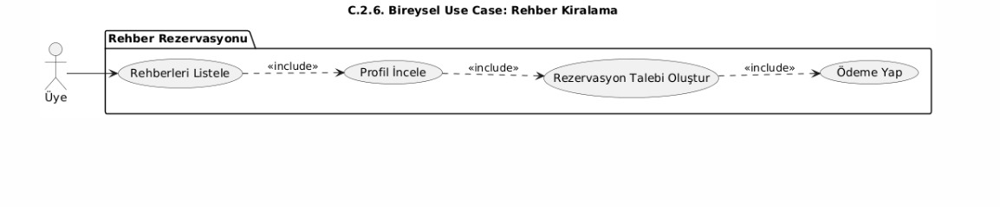 C.2.6. Bireysel Use Case: Rehber Kiralama
Rehber Rezervasyonu
Üye
Rehberleri Listele
«include»
Profil İncele
«include»
Rezervasyon Talebi Oluştur
«include»
Ödeme Yap